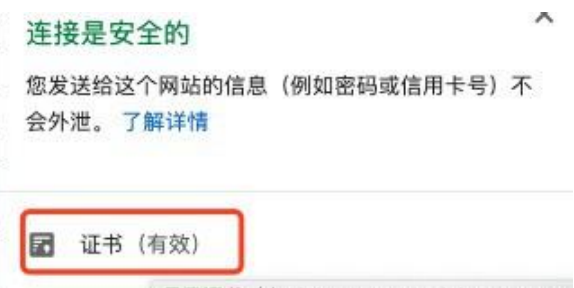 连接是安全的
您发送给这个网站的信息（例如密码或信用卡号）不
会外泄。 了解详情
证书（有效）